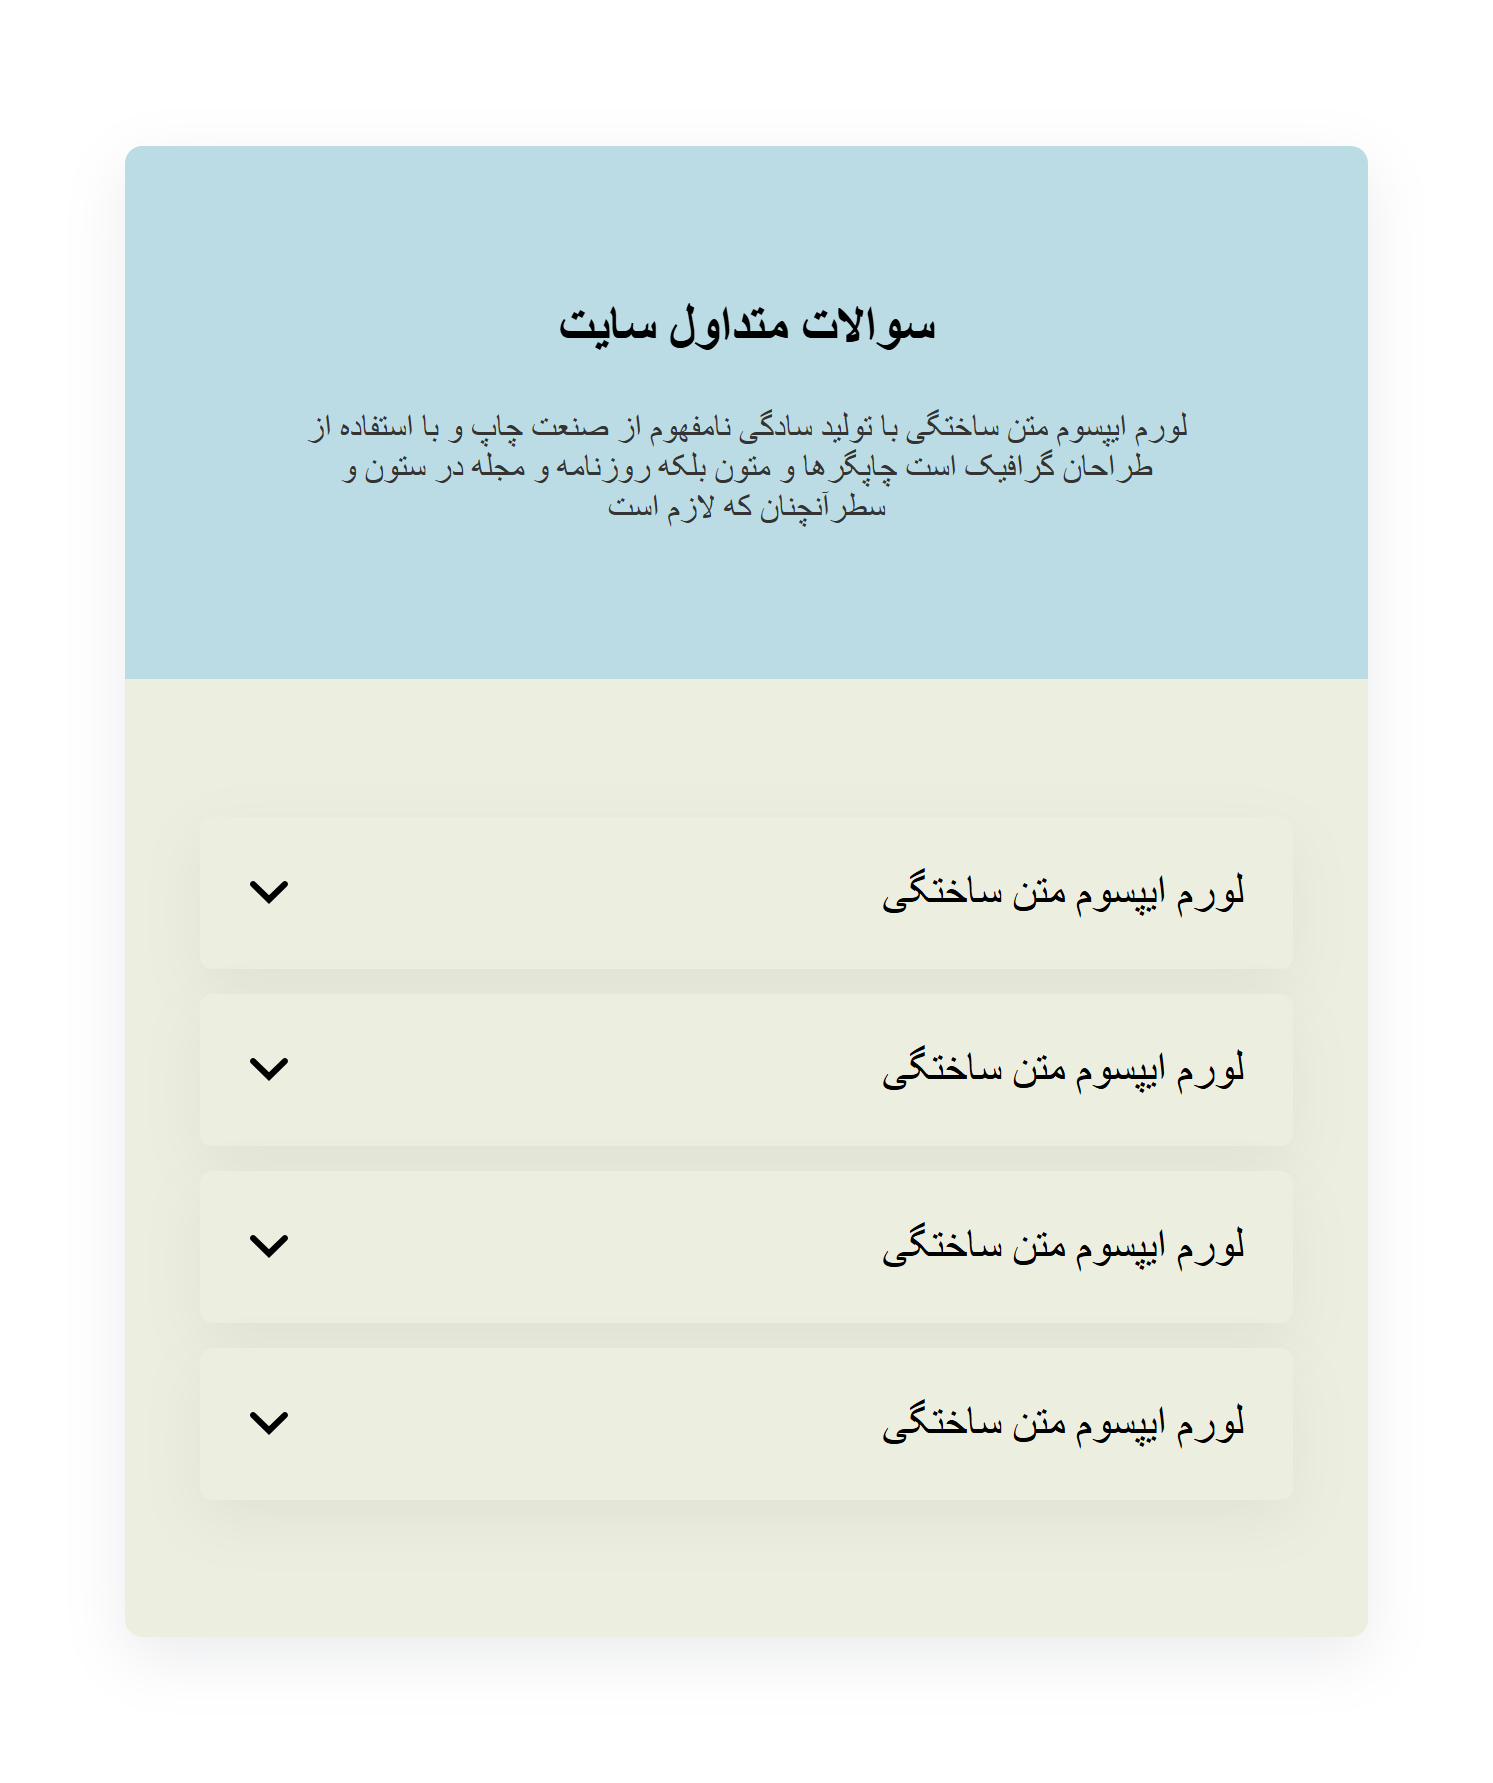 سوالات متداول سایت
لورم ایپسوم متن ساختگی با تولید سادگی نامفهوم از صنعت چاپ و با استفاده از
طراحان گرافیک است چاپگرها و متون بلکه روزنامه و مجله در ستون و
سطرآنچنان که لازم است
لورم ایپسوم متن ساختگی
لورم ایپسوم متن ساختگی
لورم ایپسوم متن ساختگی
لورم ایپسوم متن ساختگی